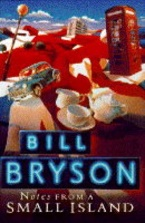 BILL
BRYSON
NOTES FROM A
SMALL ISLAND